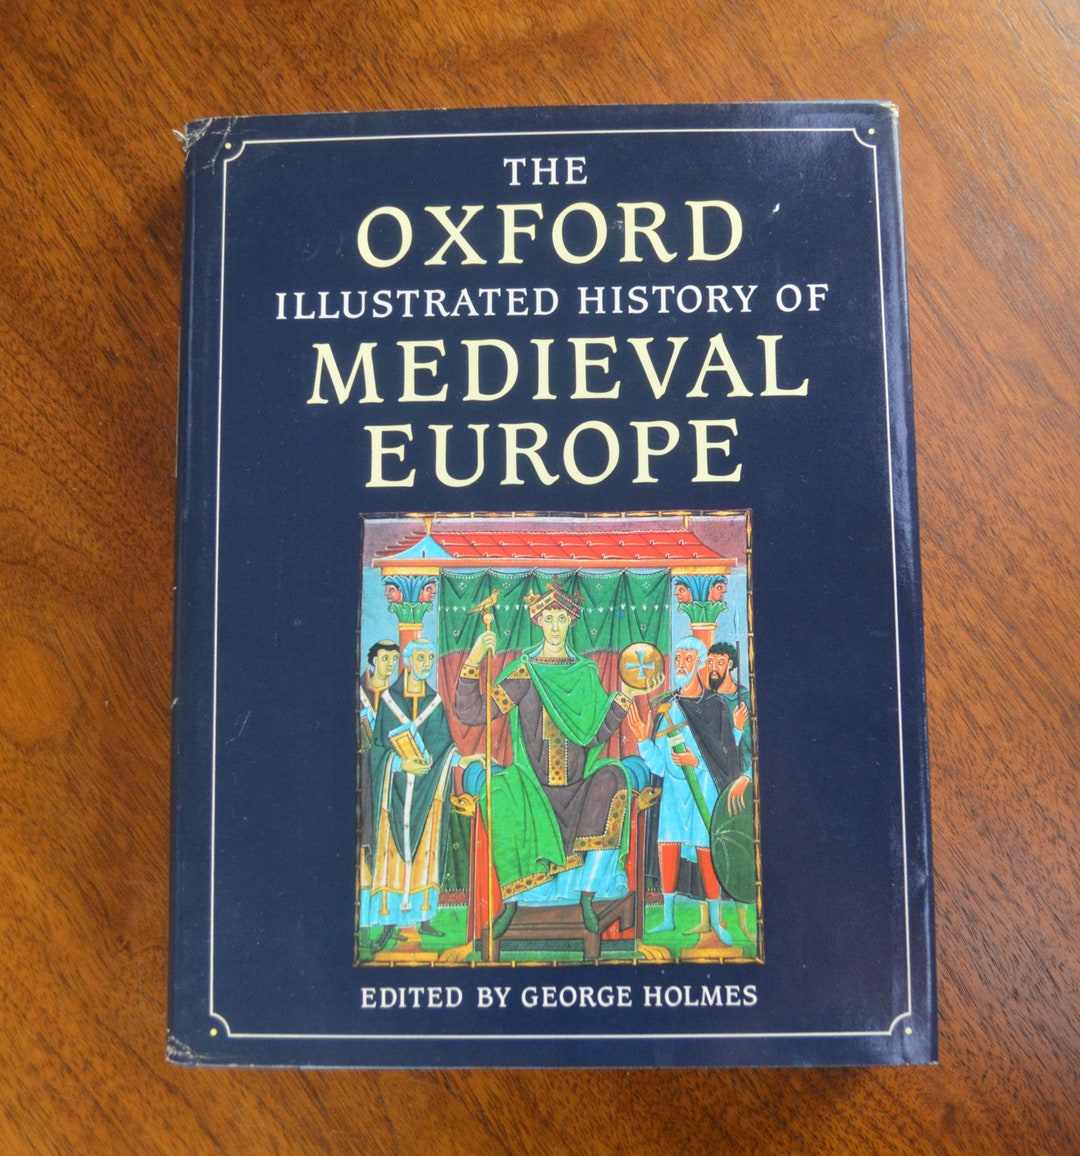 THE
OXFORD
ILLUSTRATED HISTORY OF
MEDIEVAL
EUROPE
EDITED BY GEORGE HOLMES